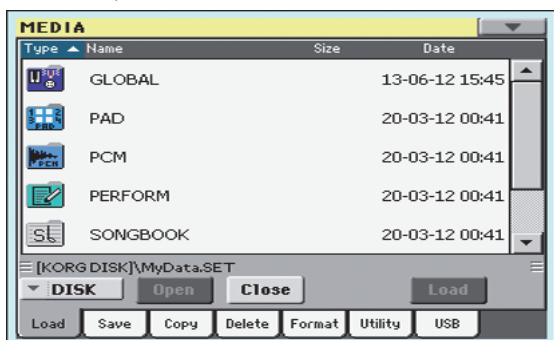 MEDIA
Type Name Size Date
GLOBAL 13-06-12 15:45
PAD 20-03-12 00:41
PCM 20-03-12 00:41
PERFORM 20-03-12 00:41
SONGBOOK 20-03-12 00:41
[KORG DISK]\MyData.SET
DISK Open Close Load
Load Save Copy Delete Format Utility USB